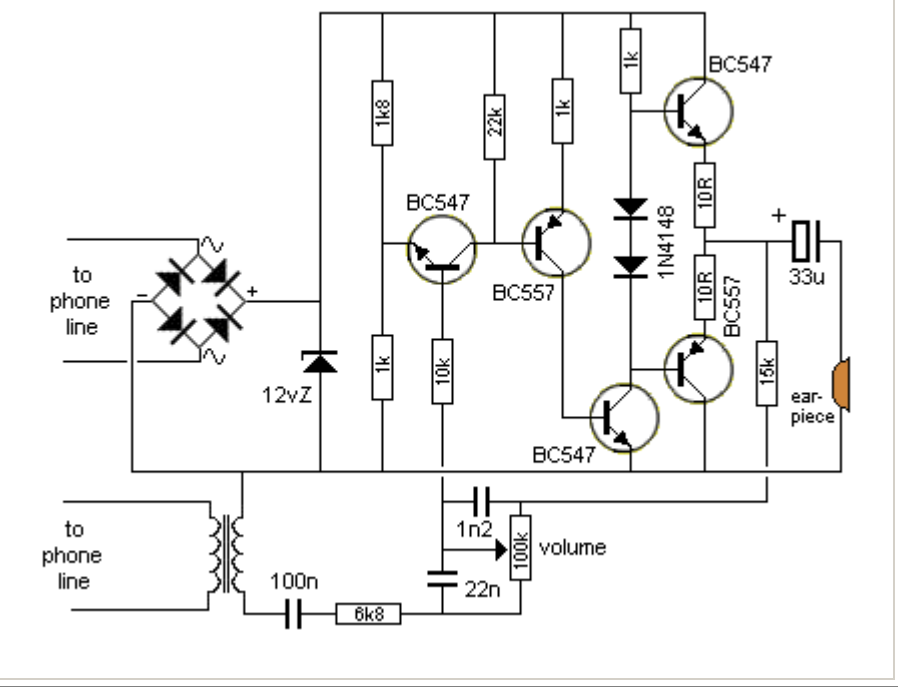 BC547
1k
1k8
22k
1k
BC547
1N4148
10R
+
33u
to
phone
line
−
+
BC557
10R
BC557
12vZ
1k
10k
15k
ear-
piece
BC547
to
phone
line
1n2
100k
volume
100n
22n
6k8